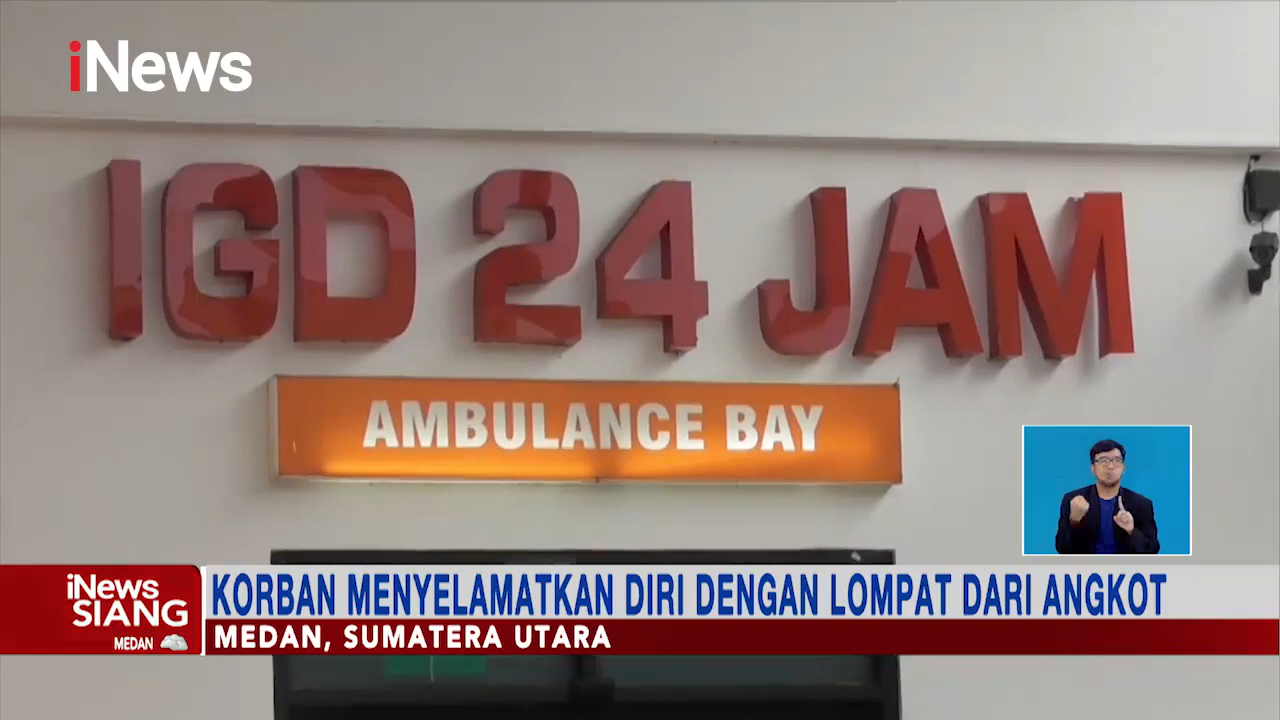 iNews
IGD 24 JAM
AMBULANCE BAY
iNews
SIANG
MEDAN
KORBAN MENYELAMATKAN DIRI DENGAN LOMPAT DARI ANGKOT
MEDAN, SUMATERA UTARA